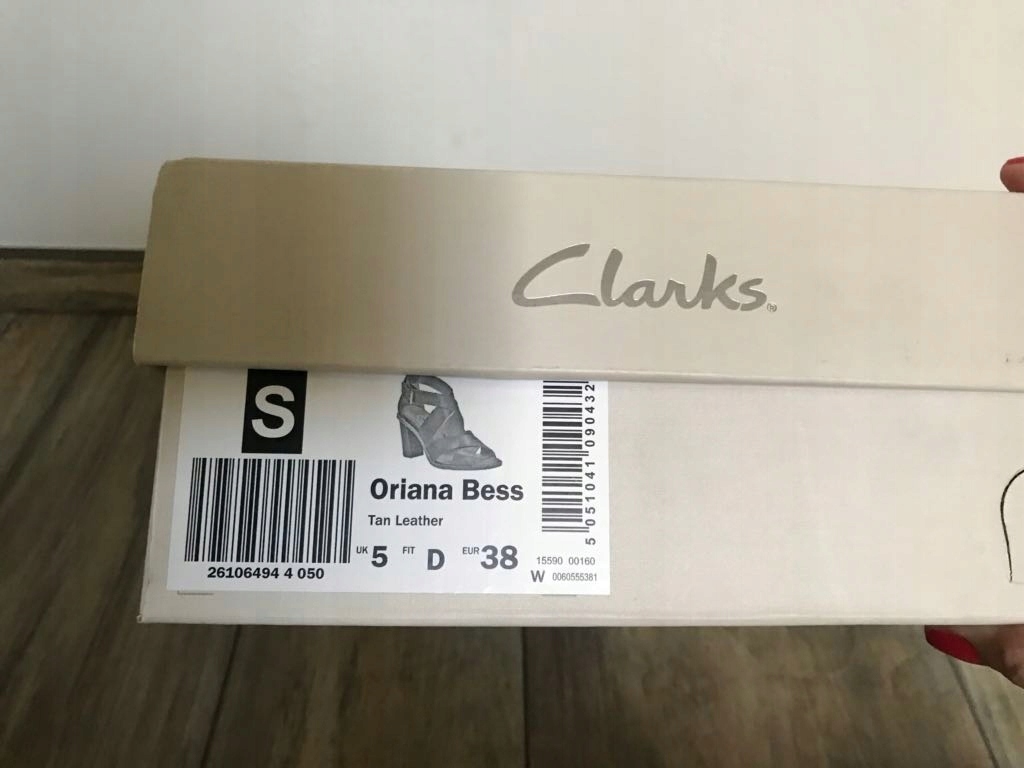 Clarks®
S
Oriana Bess
Tan Leather
UK 5 FIT D EUR 38
26106494 4 050
5 051041 090432
15590 00160
W 0060555381